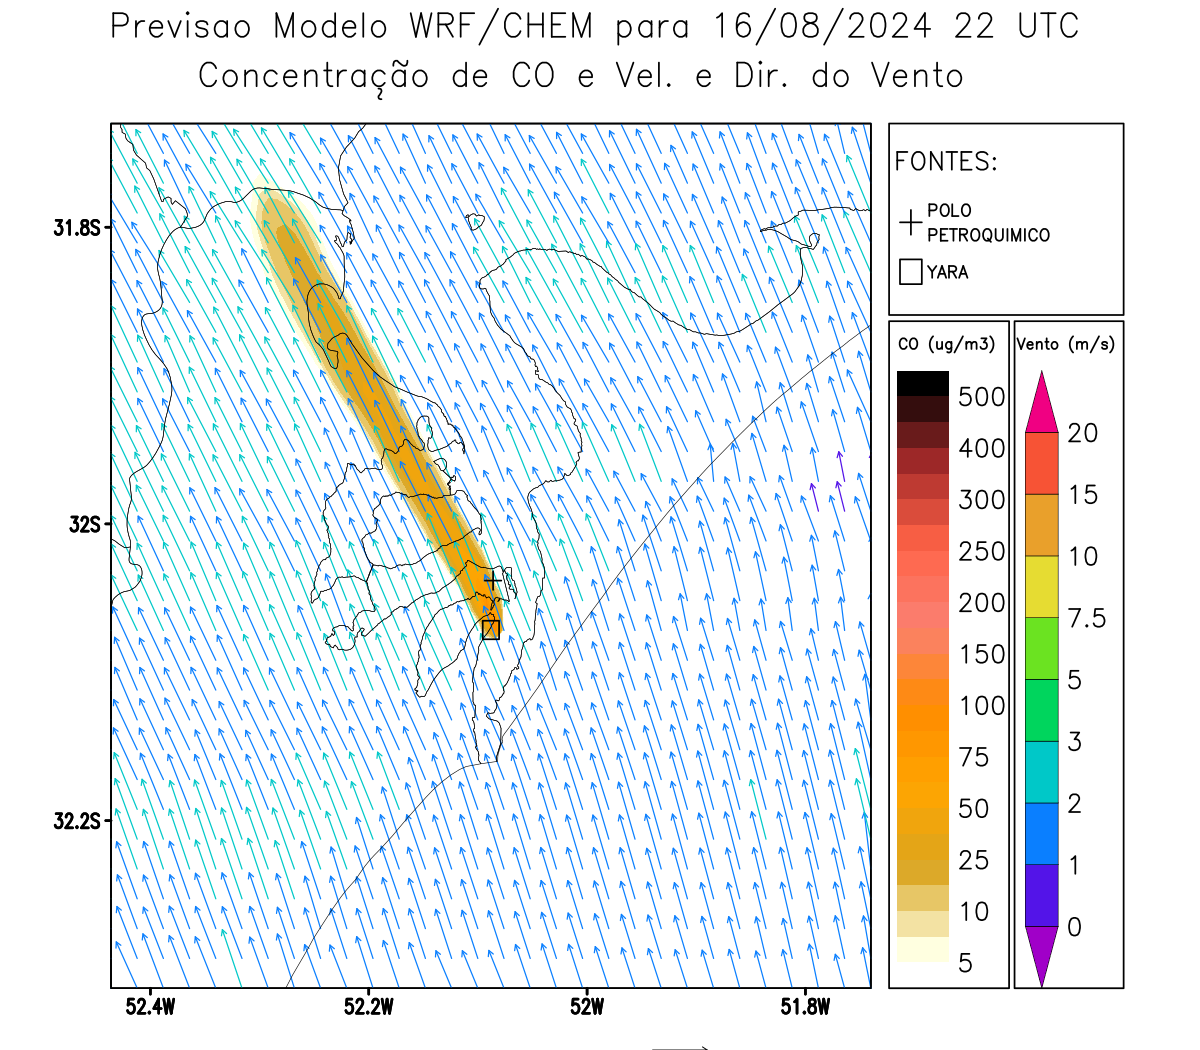 Previsao Modelo WRF/CHEM para 16/08/2024 22 UTC
Concentração de CO e Vel. e Dir. do Vento
FONTES:
POLO
PETROQUIMICO
YARA
31.8S
32S
32.2S
52.4W
52.2W
52W
51.8W
CO (ug/m3)
500
400
300
250
200
150
100
75
50
25
10
5
Vento (m/s)
20
15
10
7.5
5
3
2
1
0